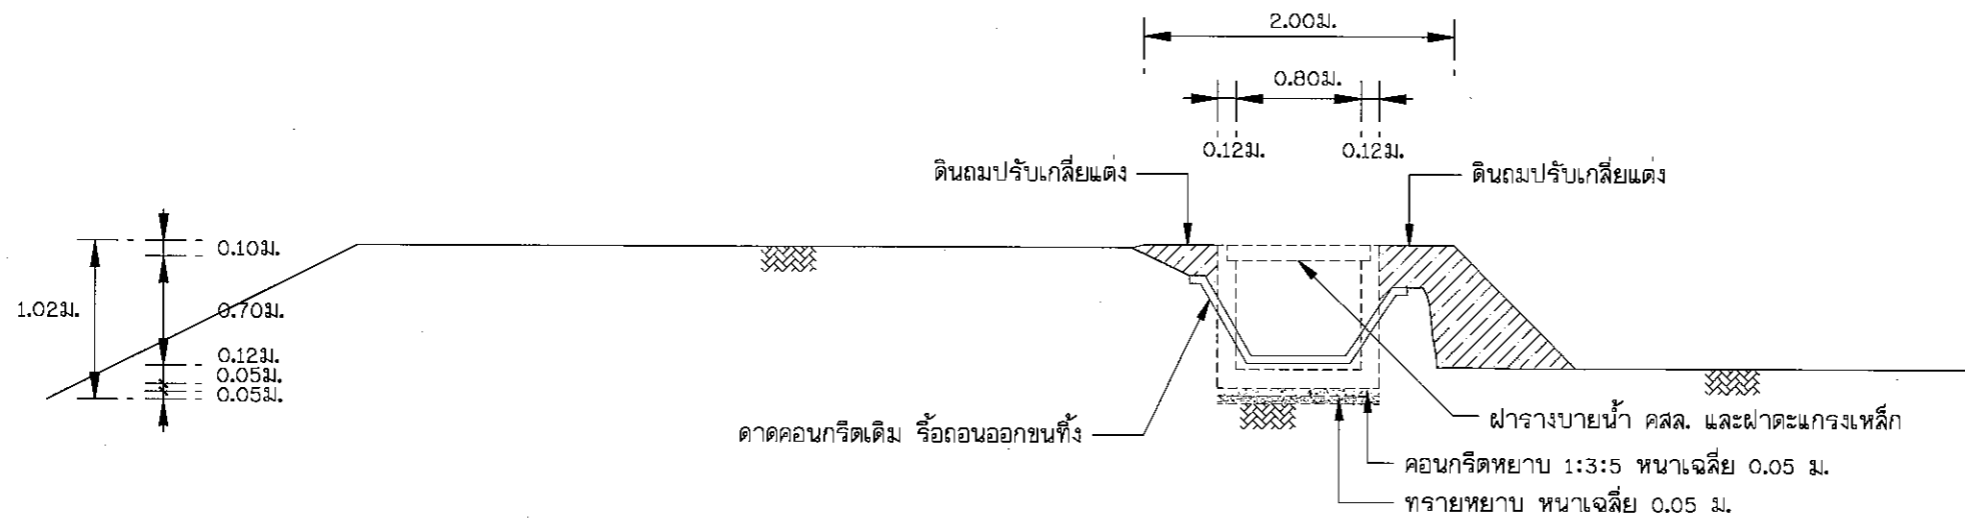 2.00ม.
0.80ม.
0.12ม. 0.12ม.
ดินถมปรับเกลี่ยแต่ง
ดินถมปรับเกลี่ยแต่ง
0.10ม.
1.02ม.
0.70ม.
0.12ม.
0.05ม.
0.05ม.
ดาดคอนกรีตเดิม รื้อถอนออกขนทิ้ง
ฝารางบายน้ำ คสล. และฝาตะแกรงเหล็ก
คอนกรีตหยาบ 1:3:5 หนาเฉลี่ย 0.05 ม.
ทรายหยาบ หนาเฉลี่ย 0.05 ม.